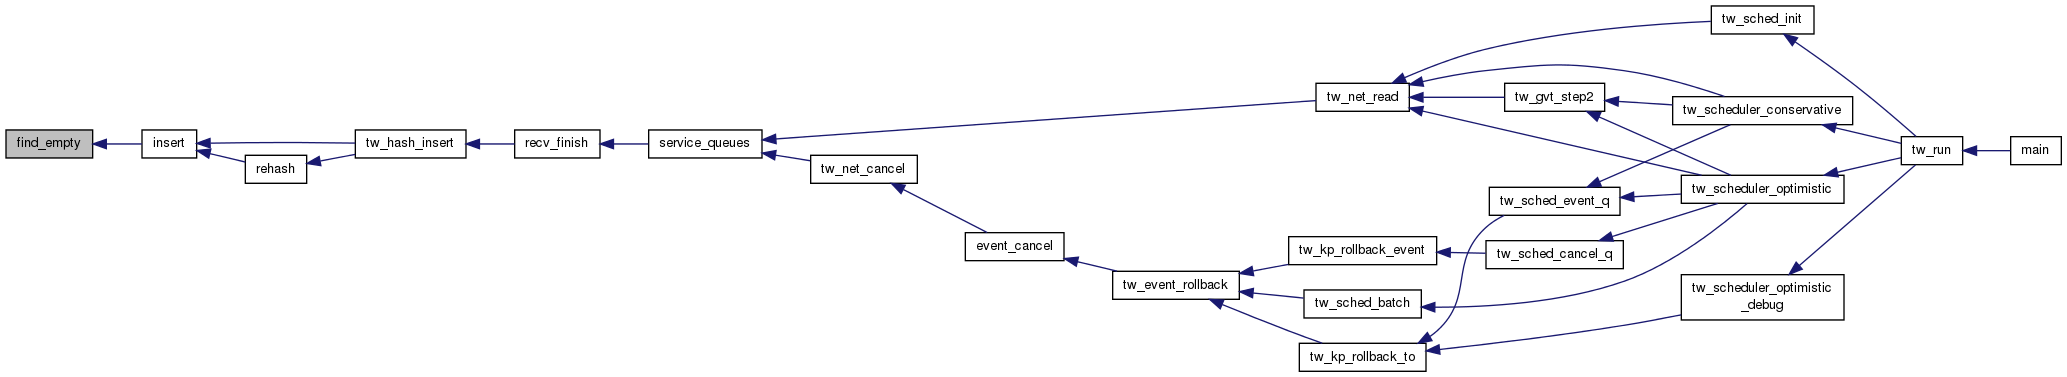 find_empty
insert
rehash
tw_hash_insert
recv_finish
service_queues
tw_net_read
tw_net_cancel
event_cancel
tw_event_rollback
tw_kp_rollback_event
tw_sched_batch
tw_kp_rollback_to
tw_sched_init
tw_gvt_step2
tw_scheduler_conservative
tw_scheduler_optimistic
tw_sched_event_q
tw_sched_cancel_q
tw_scheduler_optimistic
_debug
tw_run
main